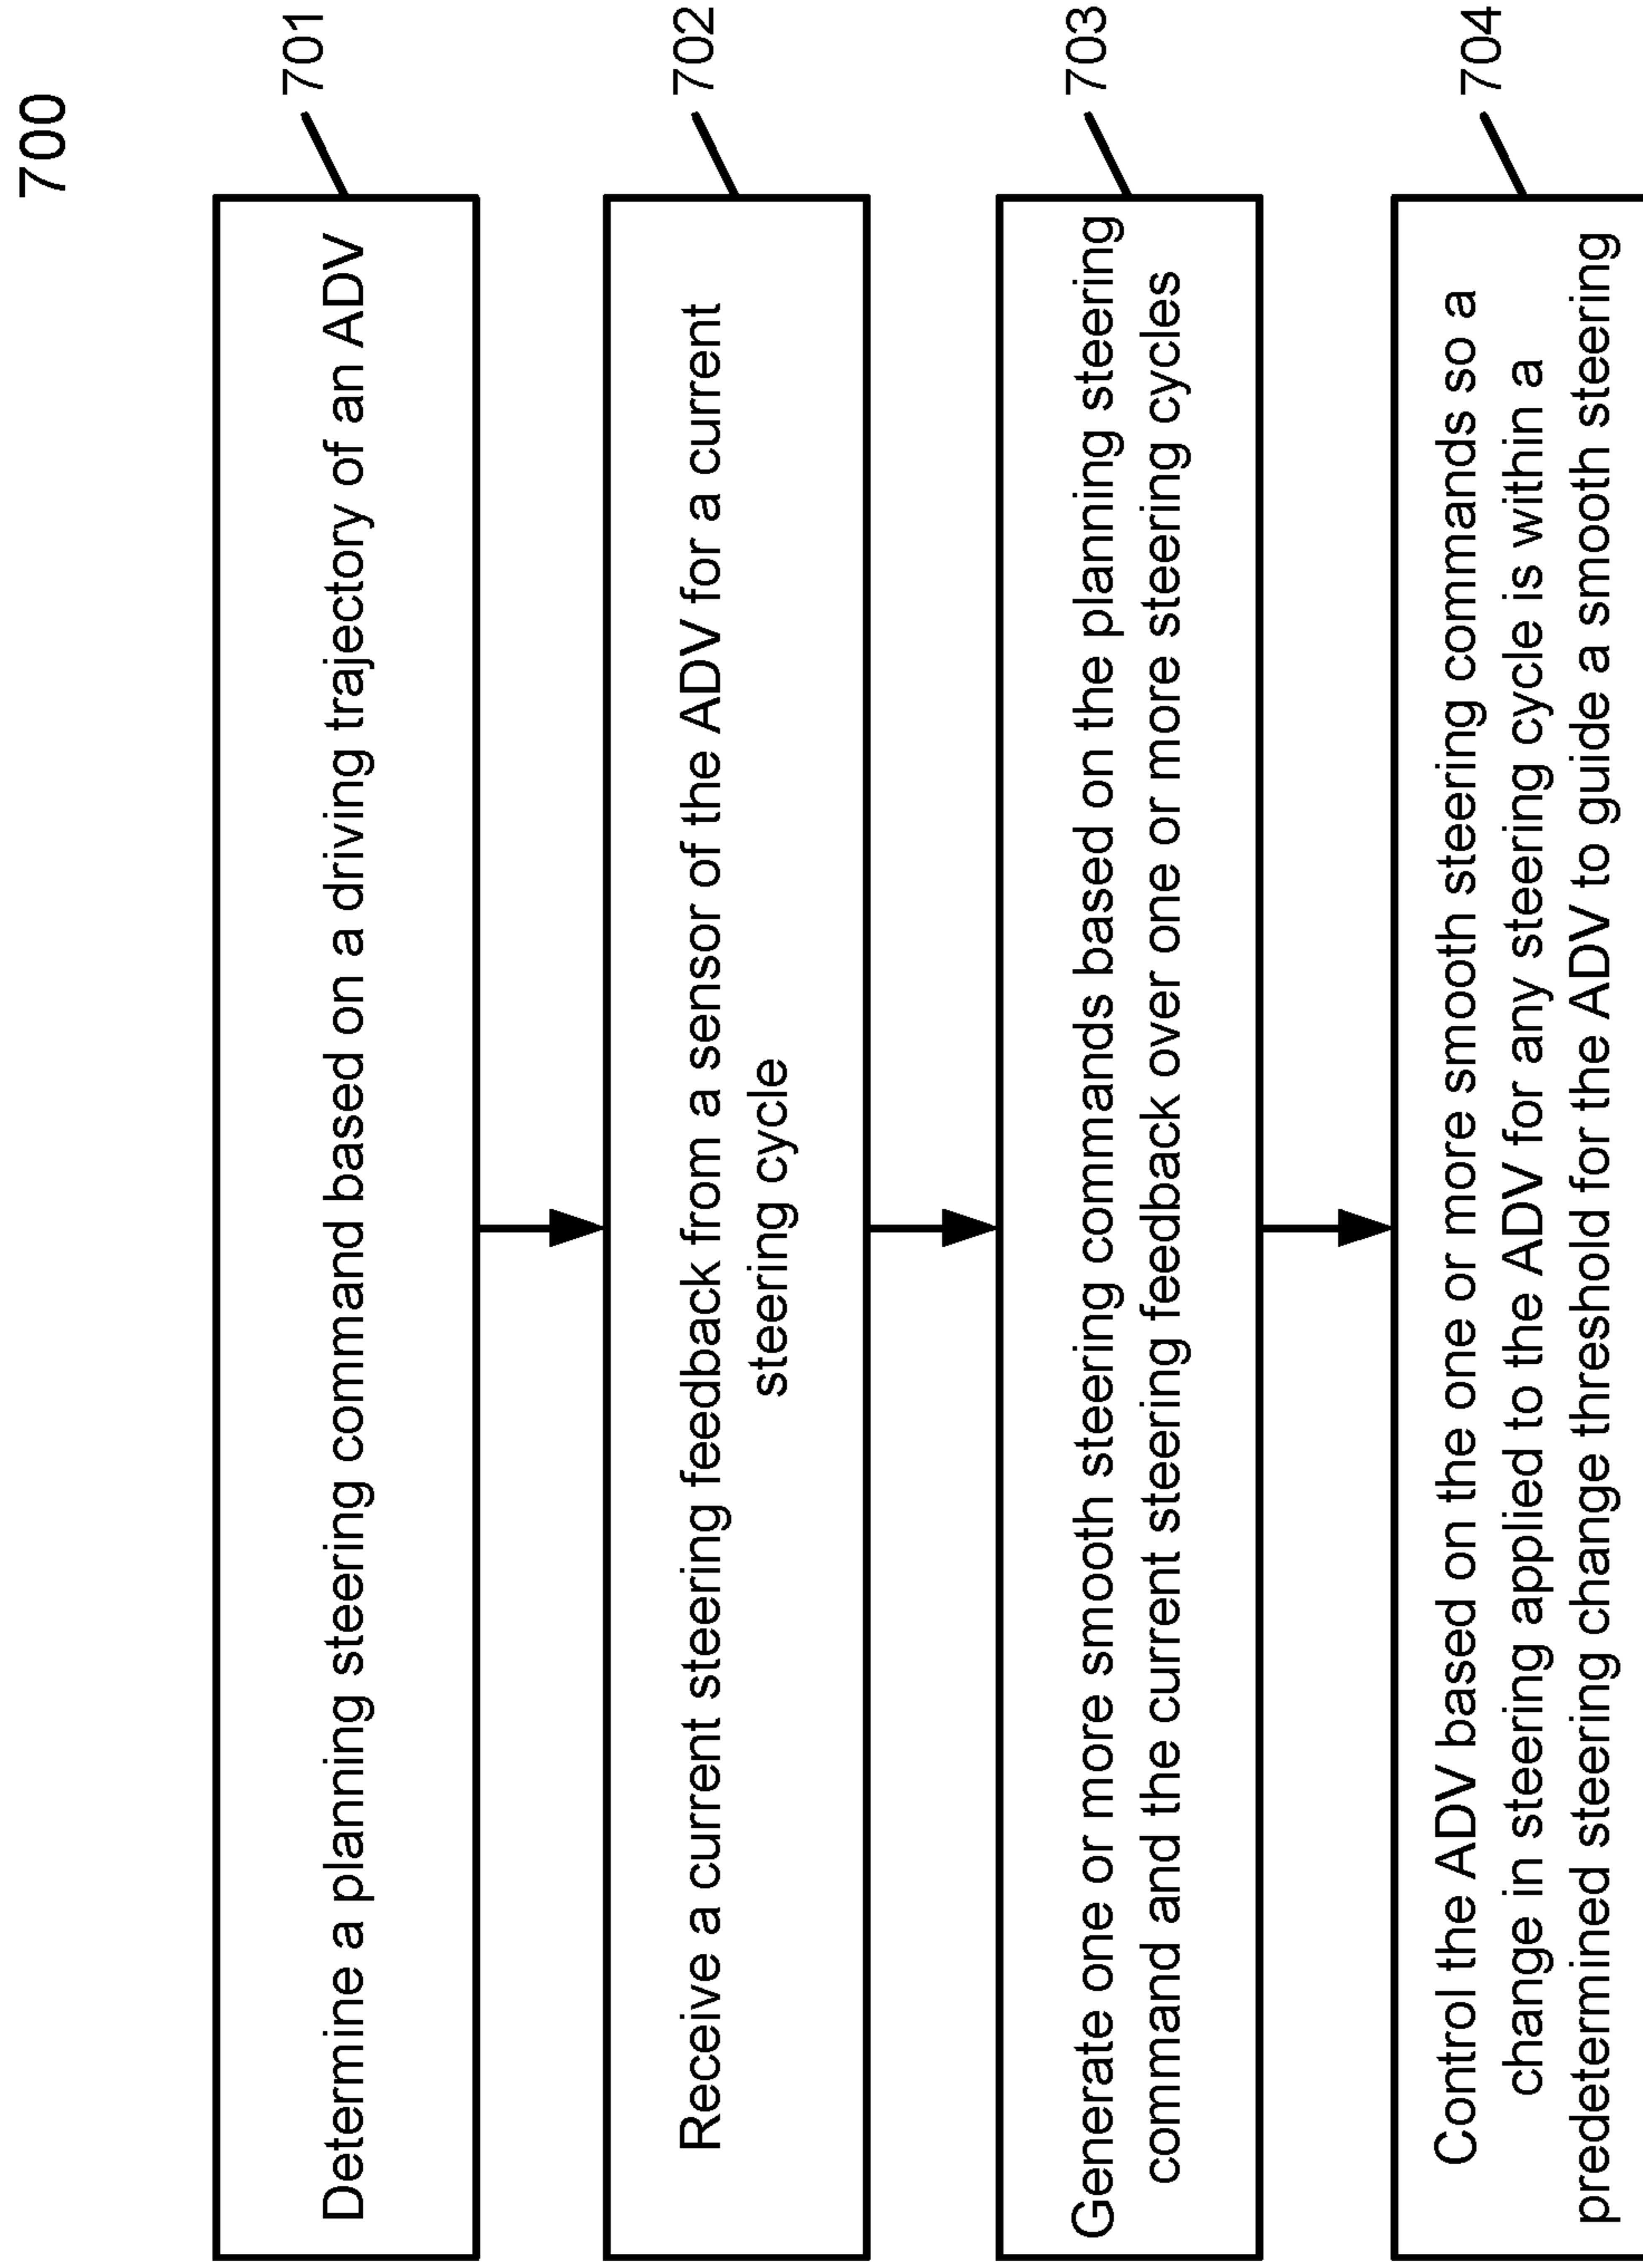 700
701
Determine a planning steering command based on a driving trajectory of an ADV
702
Receive a current steering feedback from a sensor of the ADV for a current
steering cycle
703
Generate one or more smooth steering commands based on the planning steering
command and the current steering feedback over one or more steering cycles
704
Control the ADV based on the one or more smooth steering commands so a
change in steering applied to the ADV for any steering cycle is within a
predetermined steering change threshold for the ADV to guide a smooth steering